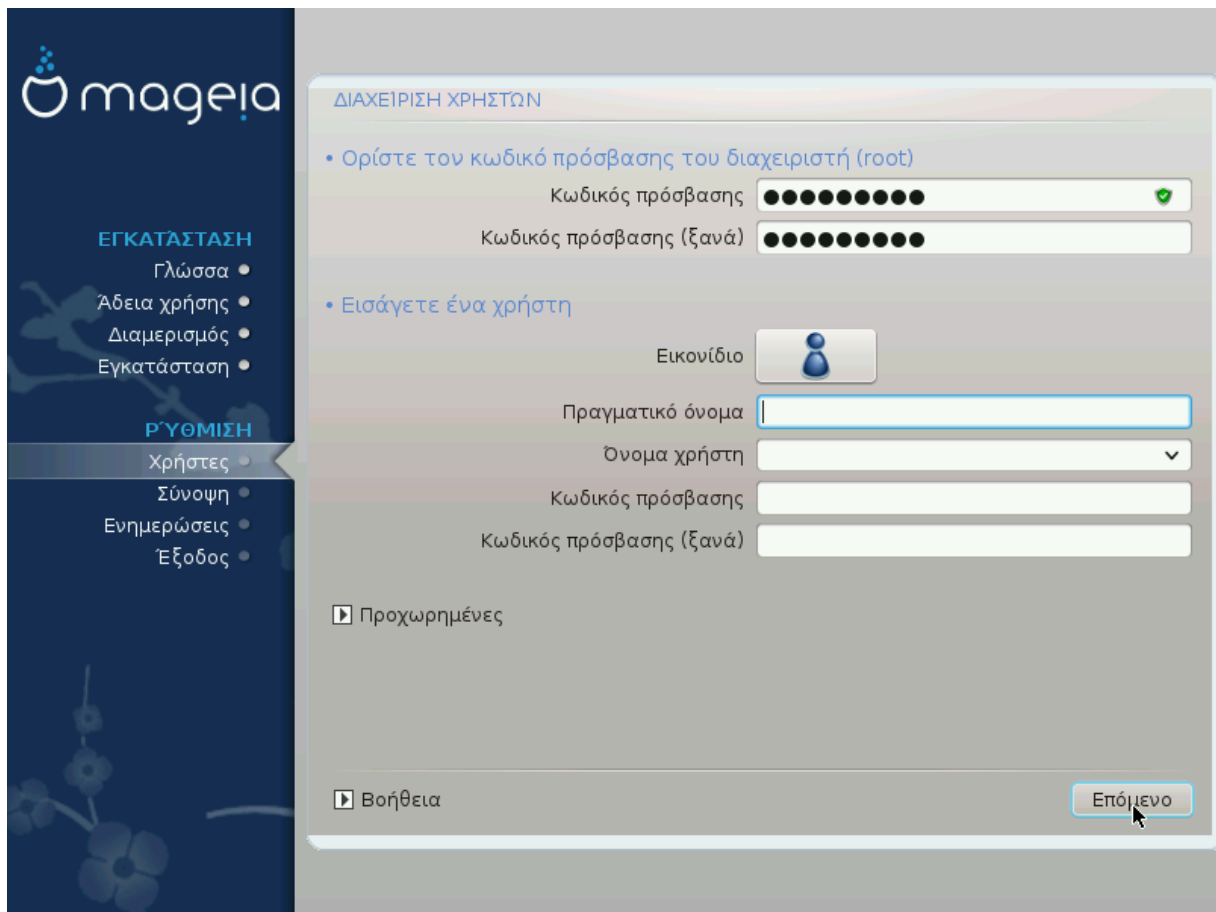 mageia
ΕΓΚΑΤΆΣΤΑΣΗ
Γλώσσα
Άδεια χρήσης
Διαμερισμός
Εγκατάσταση
ΡΎΘΜΙΣΗ
Χρήστες
Σύνοψη
Ενημερώσεις
Έξοδος
ΔΙΑΧΕΊΡΙΣΗ ΧΡΗΣΤΏΝ
• Ορίστε τον κωδικό πρόσβασης του διαχειριστή (root)
Κωδικός πρόσβασης ●●●●●●●●●
Κωδικός πρόσβασης (ξανά) ●●●●●●●●●
• Εισάγετε ένα χρήστη
Εικονίδιο
Πραγματικό όνομα
Όνομα χρήστη
Κωδικός πρόσβασης
Κωδικός πρόσβασης (ξανά)
Προχωρημένες
Βοήθεια
Επόμενο